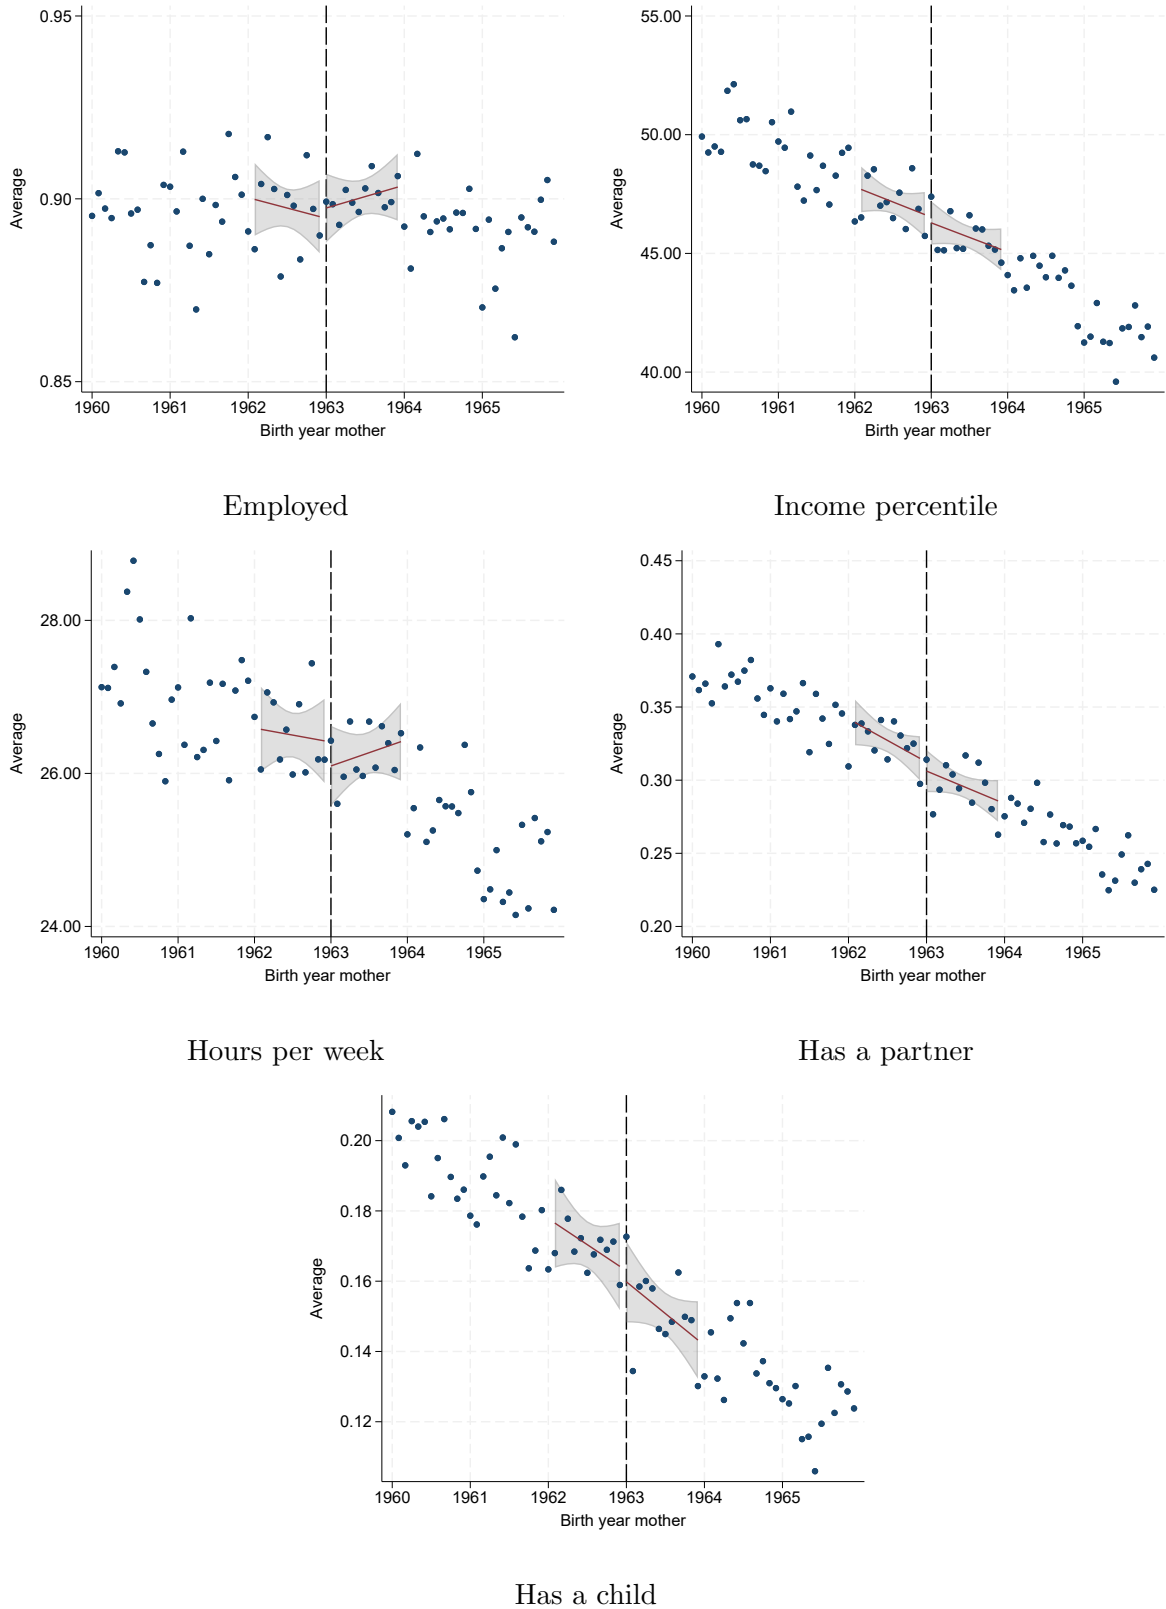 0.95
0.90
0.85
Average
1960 1961 1962 1963 1964 1965
Birth year mother
Employed
55.00
50.00
45.00
40.00
Average
1960 1961 1962 1963 1964 1965
Birth year mother
Income percentile
28.00
26.00
24.00
Average
1960 1961 1962 1963 1964 1965
Birth year mother
Hours per week
0.45
0.40
0.35
0.30
0.25
0.20
Average
1960 1961 1962 1963 1964 1965
Birth year mother
Has a partner
0.20
0.18
0.16
0.14
0.12
Average
1960 1961 1962 1963 1964 1965
Birth year mother
Has a child